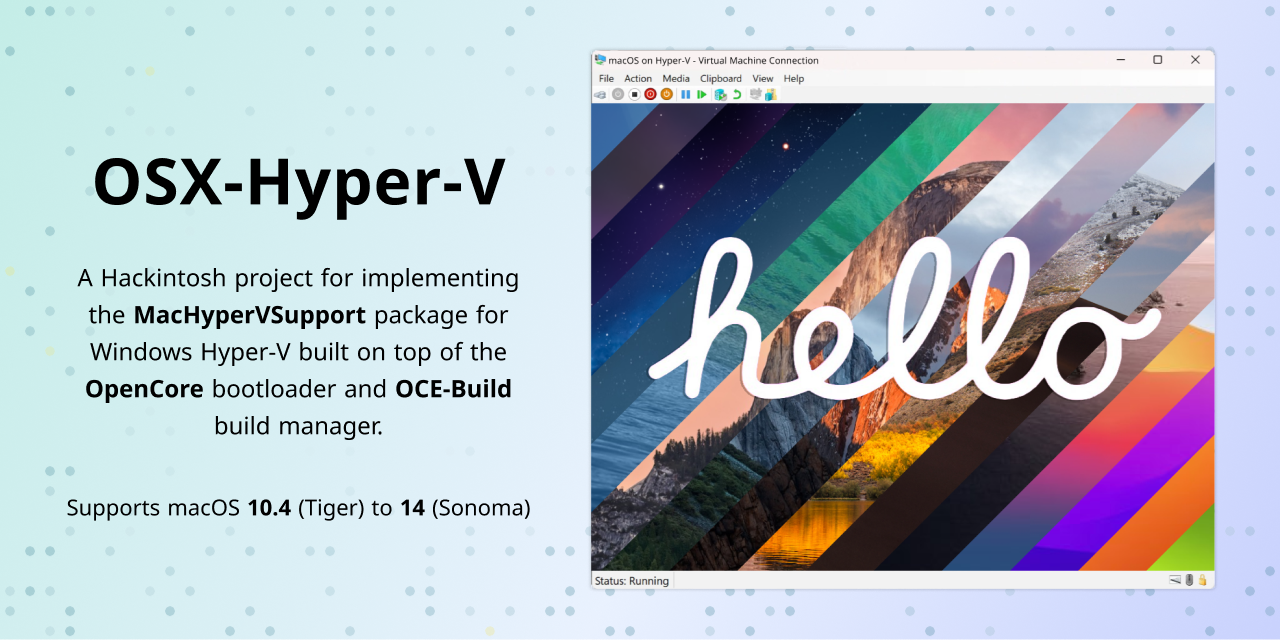 OSX-Hyper-V
A Hackintosh project for implementing
the MacHyperVSupport package for
Windows Hyper-V built on top of the
OpenCore bootloader and OCE-Build
build manager.
Supports macOS 10.4 (Tiger) to 14 (Sonoma)
macOS on Hyper-V - Virtual Machine Connection
File Action Media Clipboard View Help
hello
Status: Running